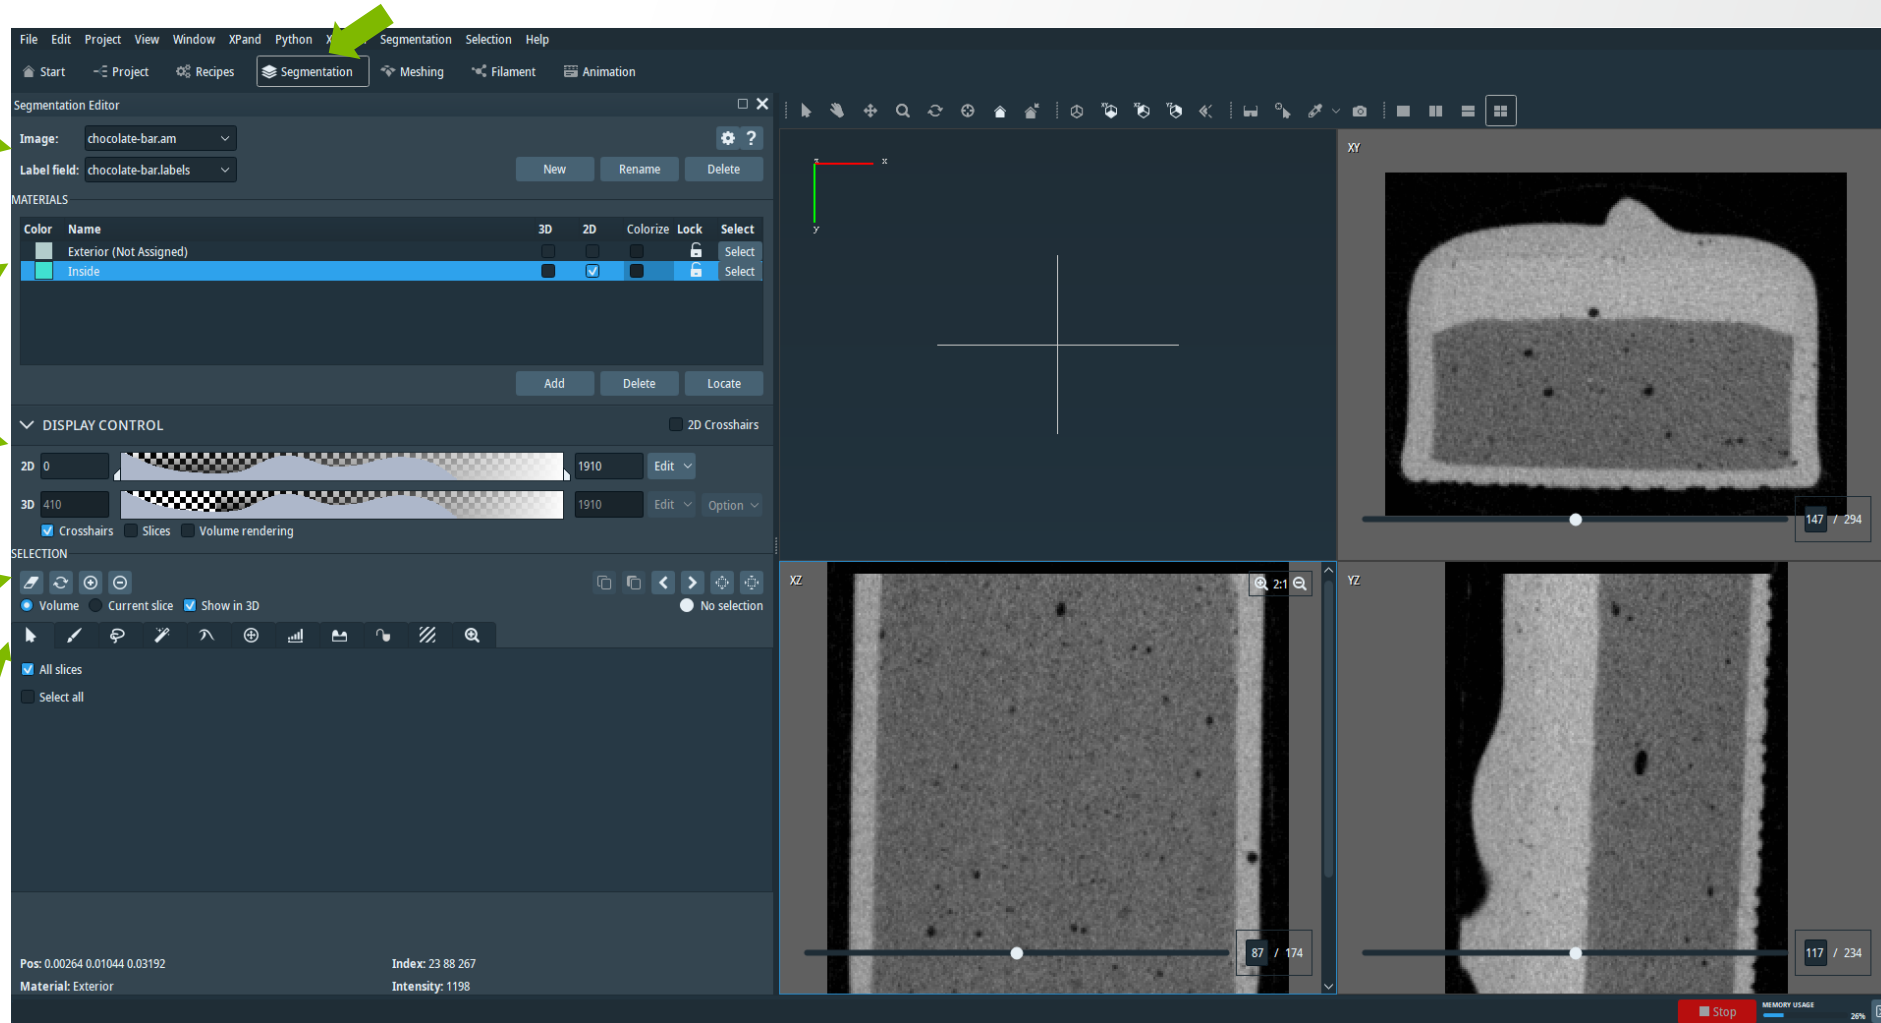 File Edit Project View Window XPand Python Segmentation Selection Help
Start Project Recipes Segmentation Meshing Filament Animation
Segmentation Editor
Image: chocolate-bar.am ?
Label field: chocolate-bar.labels New Rename Delete
MATERIALS
Color Name 3D 2D Colorize Lock Select
Exterior (Not Assigned) Select
Inside Select
Add Delete Locate
DISPLAY CONTROL 2D Crosshairs
2D 0 1910 Edit
3D 410 1910 Edit Option
Crosshairs Slices Volume rendering
SELECTION
Volume Current slice Show in 3D No selection
All slices
Select all
Pos: 0.00264 0.01044 0.03192 Index: 23 88 267
Material: Exterior Intensity: 1198
x
y
XY
147 / 294
XZ 2:1
87 / 174
YZ
117 / 234
Stop MEMORY USAGE
26%